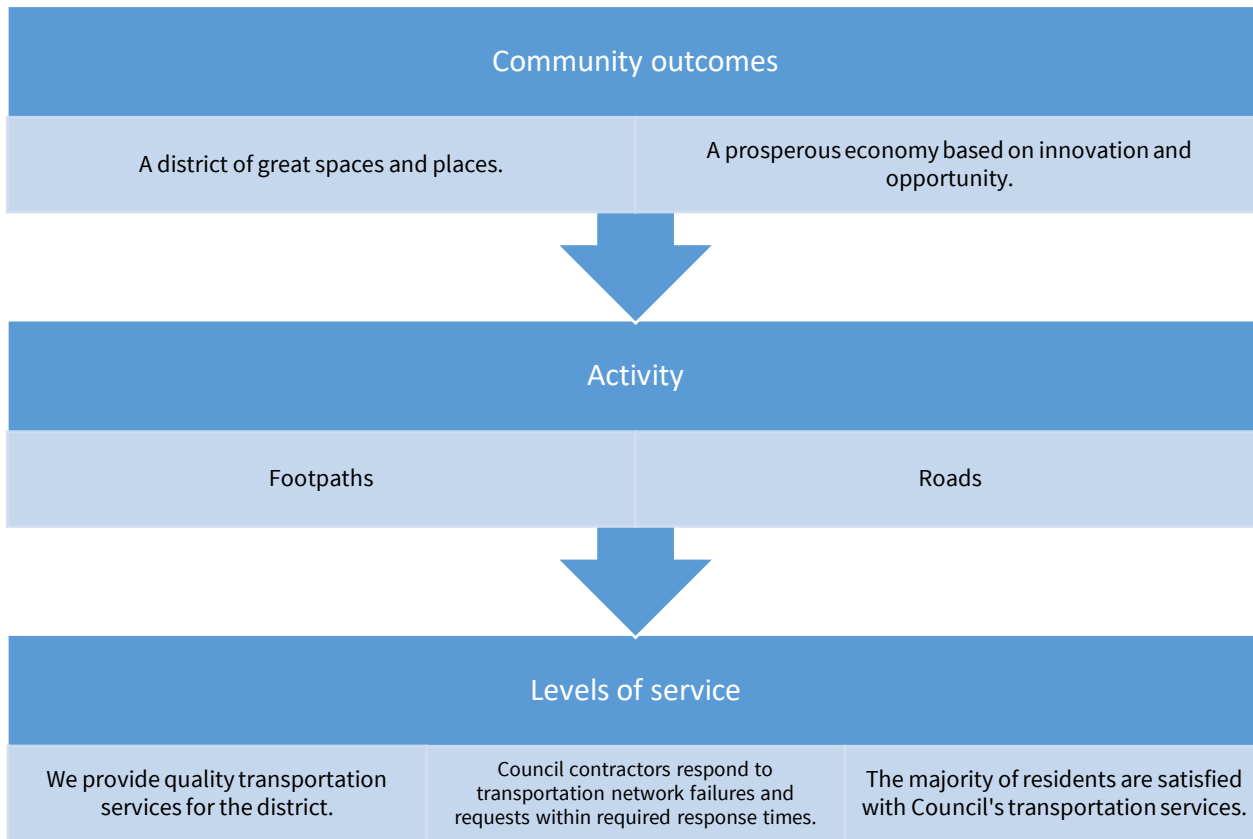 Community outcomes
A district of great spaces and places.
A prosperous economy based on innovation and
opportunity.
Activity
Footpaths
Roads
Levels of service
We provide quality transportation
services for the district.
Council contractors respond to
transportation network failures and
requests within required response times.
The majority of residents are satisfied
with Council's transportation services.